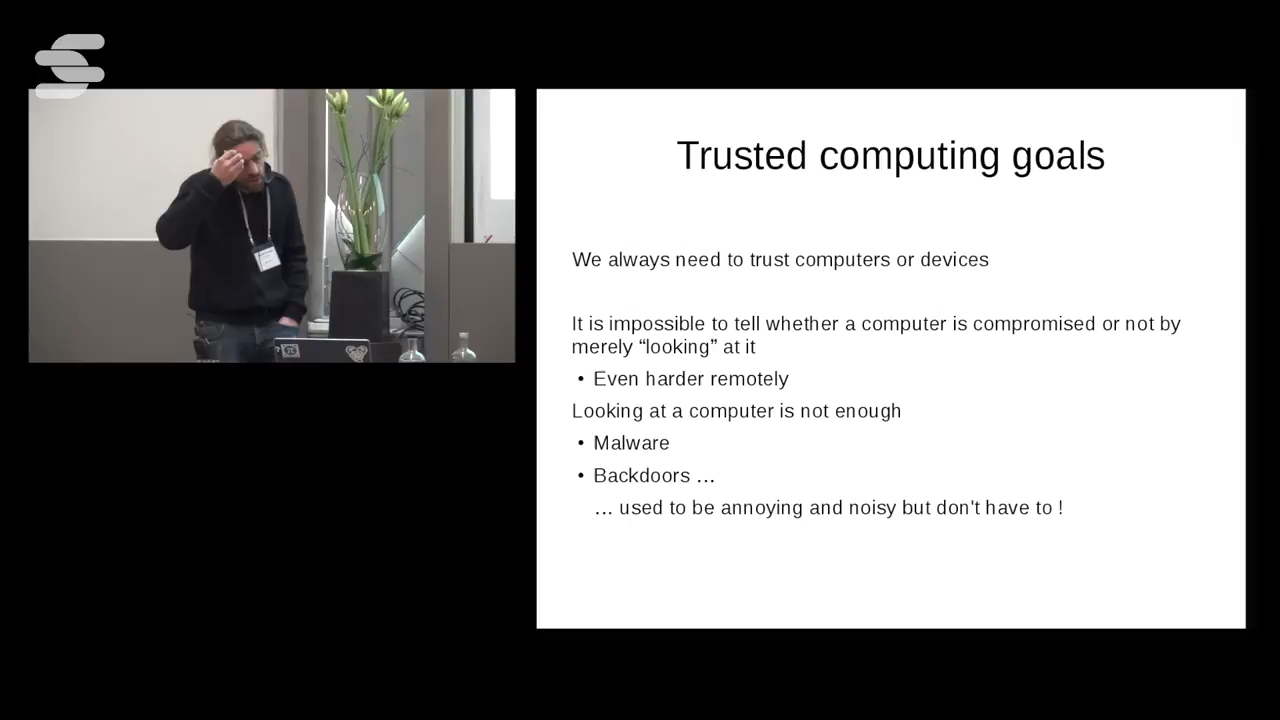 Trusted computing goals
We always need to trust computers or devices
It is impossible to tell whether a computer is compromised or not by
merely “looking” at it
• Even harder remotely
Looking at a computer is not enough
• Malware
• Backdoors …
… used to be annoying and noisy but don't have to !